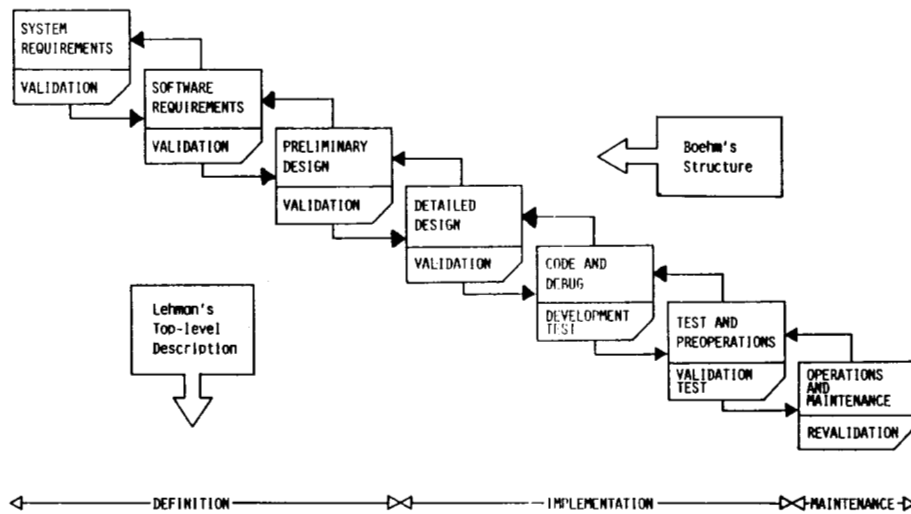 SYSTEM
REQUIREMENTS
VALIDATION
SOFTWARE
REQUIREMENTS
VALIDATION
PRELIMINARY
DESIGN
VALIDATION
Boehm's
Structure
DETAILED
DESIGN
VALIDATION
CODE AND
DEBUG
DEVELOPMENT
TEST
Lehman's
Top-level
Description
TEST AND
PREOPERATIONS
VALIDATION
TEST
OPERATIONS
AND
MAINTENANCE
REVALIDATION
DEFINITION
IMPLEMENTATION
MAINTENANCE